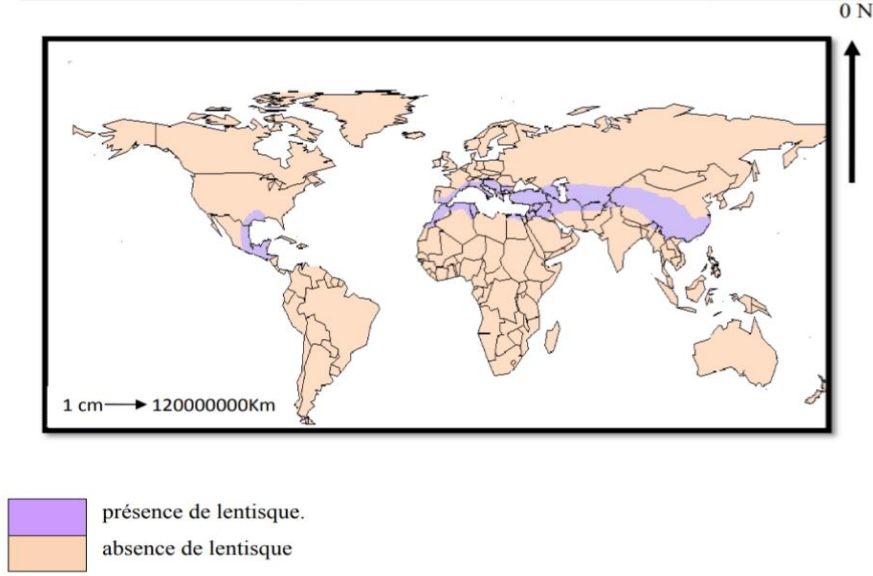 0 N
1 cm → 120000000Km
présence de lentisque.
absence de lentisque